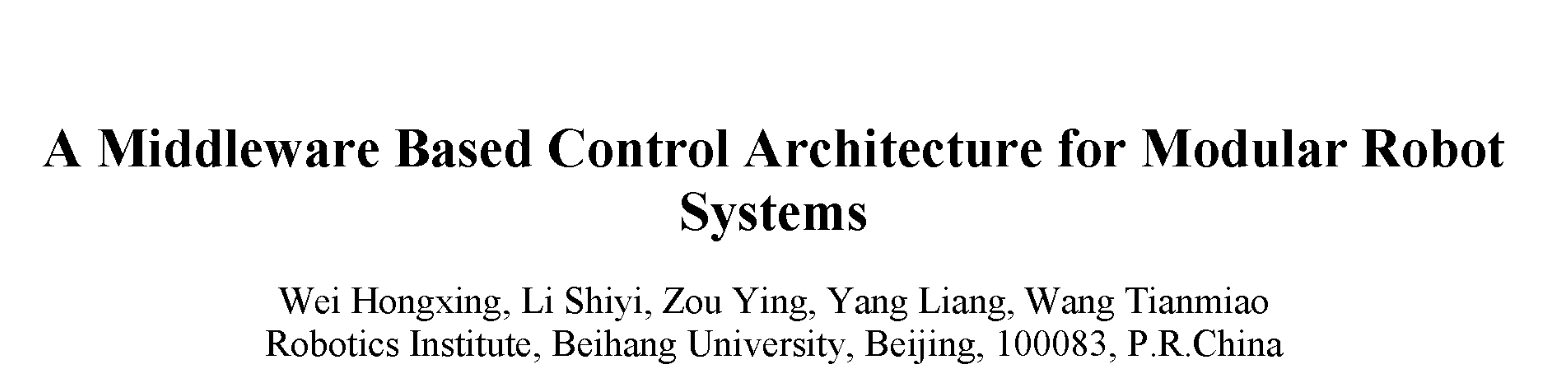 A Middleware Based Control Architecture for Modular Robot
Systems
Wei Hongxing, Li Shiyi, Zou Ying, Yang Liang, Wang Tianmiao
Robotics Institute, Beihang University, Beijing, 100083, P.R.China